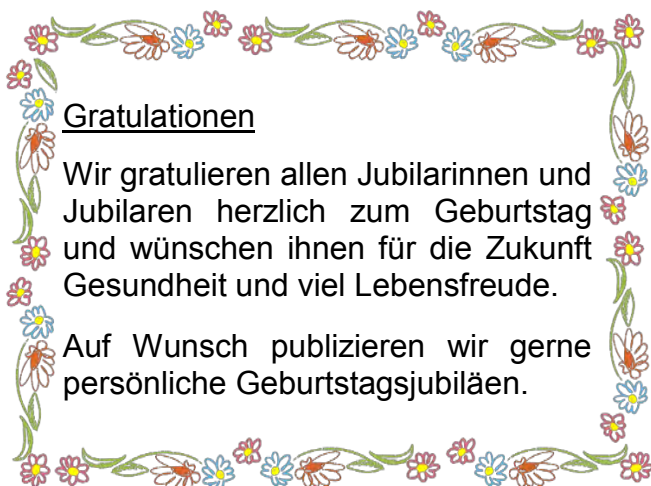 Gratulationen
Wir gratulieren allen Jubilarinnen und
Jubilaren herzlich zum Geburtstag
und wünschen ihnen für die Zukunft
Gesundheit und viel Lebensfreude.
Auf Wunsch publizieren wir gerne
persönliche Geburtstagsjubiläen.